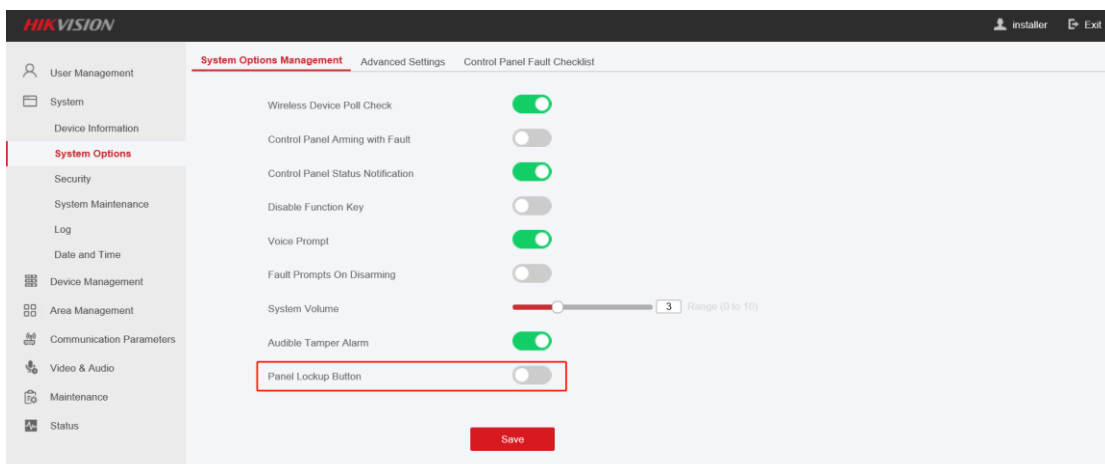 HIKVISION
installer
Exit
User Management
System
Device Information
System Options
Security
System Maintenance
Log
Date and Time
Device Management
Area Management
Communication Parameters
Video & Audio
Maintenance
Status
System Options Management Advanced Settings Control Panel Fault Checklist
Wireless Device Poll Check
Control Panel Arming with Fault
Control Panel Status Notification
Disable Function Key
Voice Prompt
Fault Prompts On Disarming
System Volume 3 Range (0 to 10)
Audible Tamper Alarm
Panel Lockup Button
Save